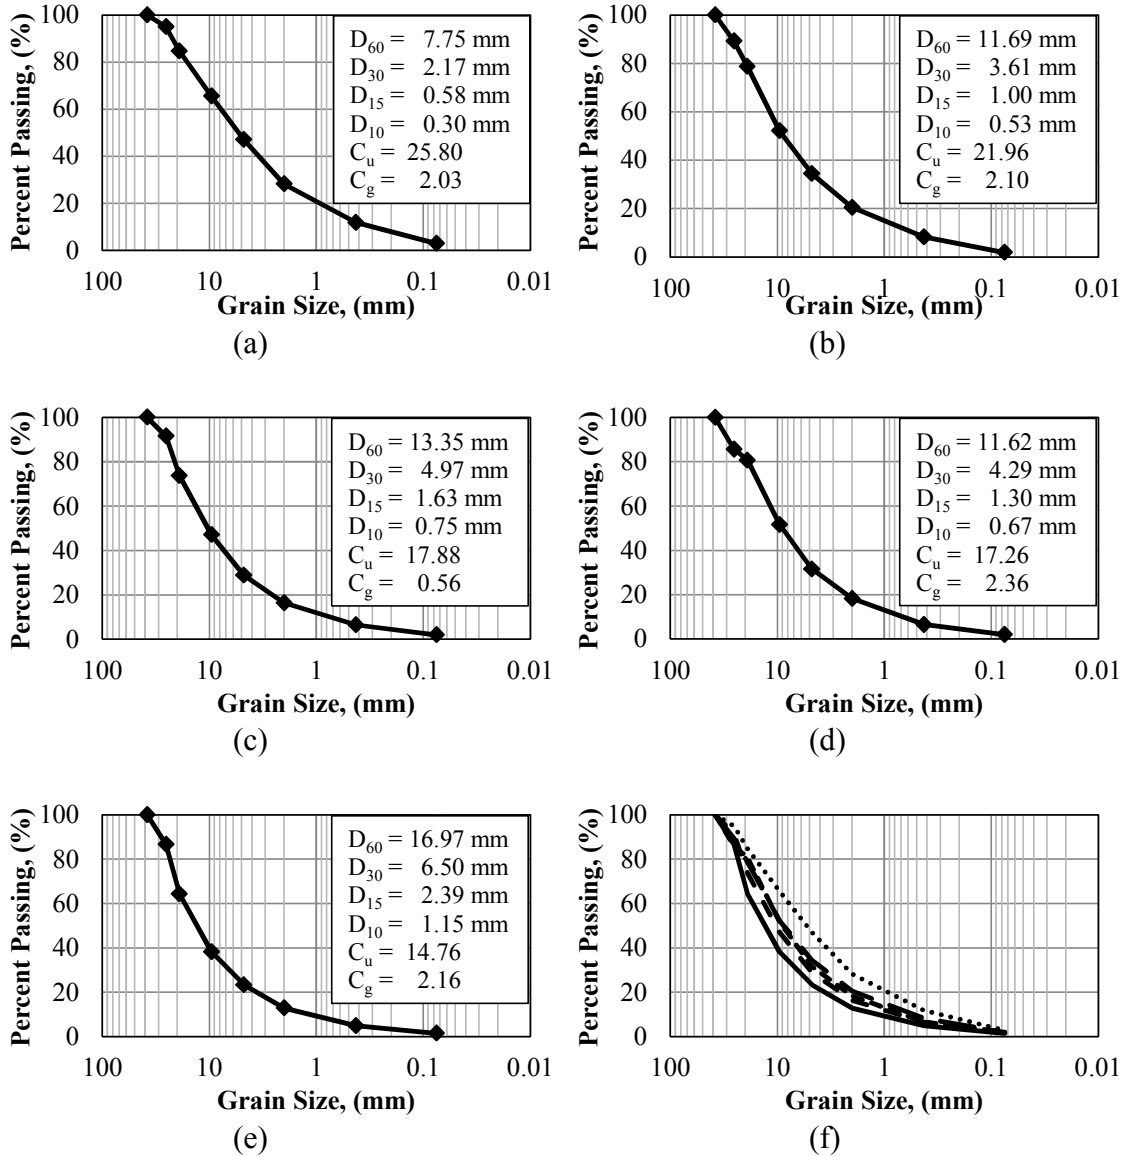 Percent Passing, (%)
100
80
60
40
20
0
D60 = 7.75 mm
D30 = 2.17 mm
D15 = 0.58 mm
D10 = 0.30 mm
Cu = 25.80
Cg = 2.03
100 10 1 0.1 0.01
Grain Size, (mm)
(a)
Percent Passing, (%)
100
80
60
40
20
0
D60 = 11.69 mm
D30 = 3.61 mm
D15 = 1.00 mm
D10 = 0.53 mm
Cu = 21.96
Cg = 2.10
100 10 1 0.1 0.01
Grain Size, (mm)
(b)
Percent Passing, (%)
100
80
60
40
20
0
D60 = 13.35 mm
D30 = 4.97 mm
D15 = 1.63 mm
D10 = 0.75 mm
Cu = 17.88
Cg = 0.56
100 10 1 0.1 0.01
Grain Size, (mm)
(c)
Percent Passing, (%)
100
80
60
40
20
0
D60 = 11.62 mm
D30 = 4.29 mm
D15 = 1.30 mm
D10 = 0.67 mm
Cu = 17.26
Cg = 2.36
100 10 1 0.1 0.01
Grain Size, (mm)
(d)
Percent Passing, (%)
100
80
60
40
20
0
D60 = 16.97 mm
D30 = 6.50 mm
D15 = 2.39 mm
D10 = 1.15 mm
Cu = 14.76
Cg = 2.16
100 10 1 0.1 0.01
Grain Size, (mm)
(e)
Percent Passing, (%)
100
80
60
40
20
0
100 10 1 0.1 0.01
Grain Size, (mm)
(f)